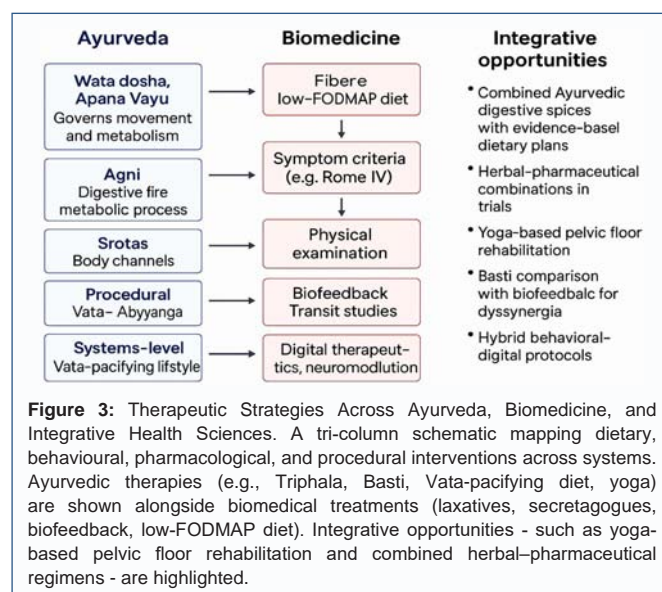 Ayurveda
Wata dosha,
Apana Vayu
Governs movement
and metabolism
Agni
Digestive fire
metabolic process
Srotas
Body channels
Procedural
Vata– Abyyanga
Systems-level
Vata-pacifying lifstyle
Biomedicine
Fibere
low-FODMAP diet
Symptom criteria
(e.g. Rome IV)
Physical
examination
Biofeedback
Transit studies
Digital therapeut-
tics, neuromodlution
Integrative
opportunities
• Combined Ayurvedic
digestive spices
with evidence-basel
dietary plans
• Herbal-pharmaceutical
combinations in
trials
• Yoga-based pelvic floor
rehabilitation
• Basti comparison
with biofeedbalc for
dyssynergia
• Hybrid behavioral–
digital protocols
Figure 3: Therapeutic Strategies Across Ayurveda, Biomedicine, and
Integrative Health Sciences. A tri-column schematic mapping dietary,
behavioural, pharmacological, and procedural interventions across systems.
Ayurvedic therapies (e.g., Triphala, Basti, Vata-pacifying diet, yoga)
are shown alongside biomedical treatments (laxatives, secretagogues,
biofeedback, low-FODMAP diet). Integrative opportunities - such as yoga-
based pelvic floor rehabilitation and combined herbal–pharmaceutical
regimens - are highlighted.